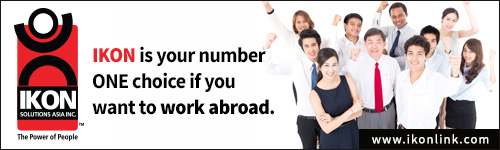 IKON
SOLUTIONS ASIA INC.
TM
The Power of People
IKON is your number
ONE choice if you
want to work abroad.
www.ikonlink.com